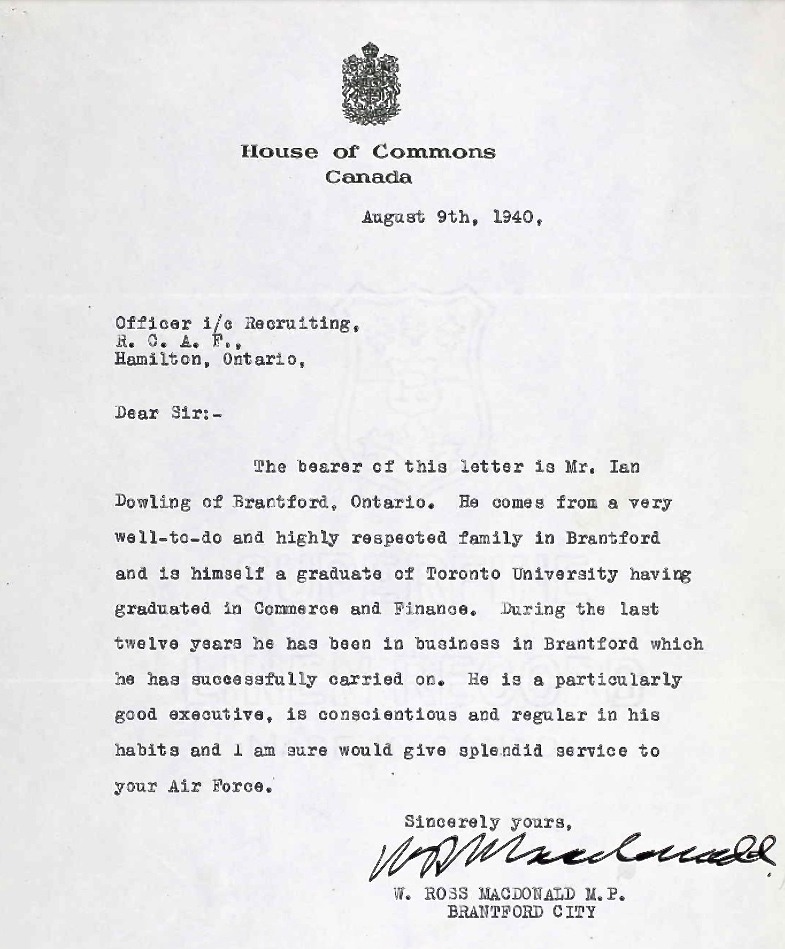 House of Commons
Canada
August 9th, 1940,
Officer i/c Recruiting,
R. C. A. F.,
Hamilton, Ontario,
Dear Sir:-
The bearer of this letter is Mr. Ian
Dowling of Brantford, Ontario. He comes from a very
well-to-do and highly respected family in Brantford
and is himself a graduate of Toronto University having
graduated in Commerce and Finance. During the last
twelve years he has been in business in Brantford which
he has successfully carried on. He is a particularly
good executive, is conscientious and regular in his
habits and I am sure would give splendid service to
your Air Force.
Sincerely yours,
W. Ross Macdonald
W. ROSS MACDONALD M.P.
BRANTFORD CITY